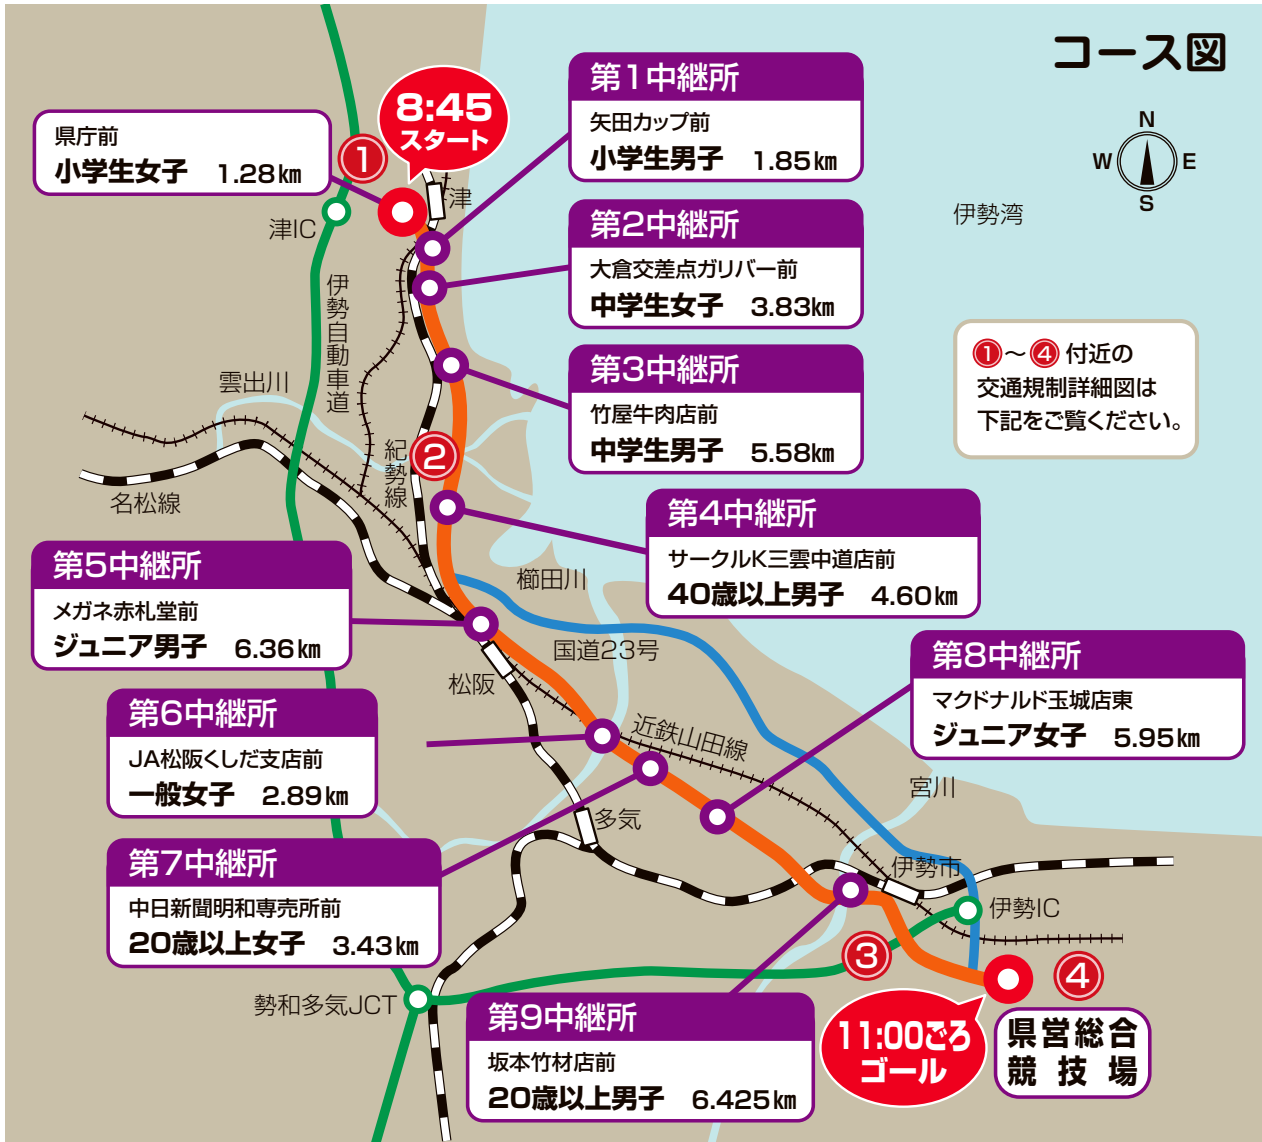 コース図
N
W
E
S
8:45
スタート
県庁前
小学生女子 1.28km
第1中継所
矢田カップ前
小学生男子 1.85km
第2中継所
大倉交差点ガリバー前
中学生女子 3.83km
第3中継所
竹屋牛肉店前
中学生男子 5.58km
第4中継所
サークルK三雲中道店前
40歳以上男子 4.60km
第5中継所
メガネ赤札堂前
ジュニア男子 6.36km
第6中継所
JA松阪くしだ支店前
一般女子 2.89km
第7中継所
中日新聞明和専売所前
20歳以上女子 3.43km
第8中継所
マクドナルド玉城店東
ジュニア女子 5.95km
第9中継所
坂本竹材店前
20歳以上男子 6.425km
11:00ごろ
ゴール
県営総合
競技場
①～④付近の
交通規制詳細図は
下記をご覧ください。
①
②
③
④
津
津IC
伊勢自動車道
伊勢湾
雲出川
紀勢線
名松線
櫛田川
国道23号
松阪
近鉄山田線
宮川
多気
伊勢市
伊勢IC
勢和多気JCT